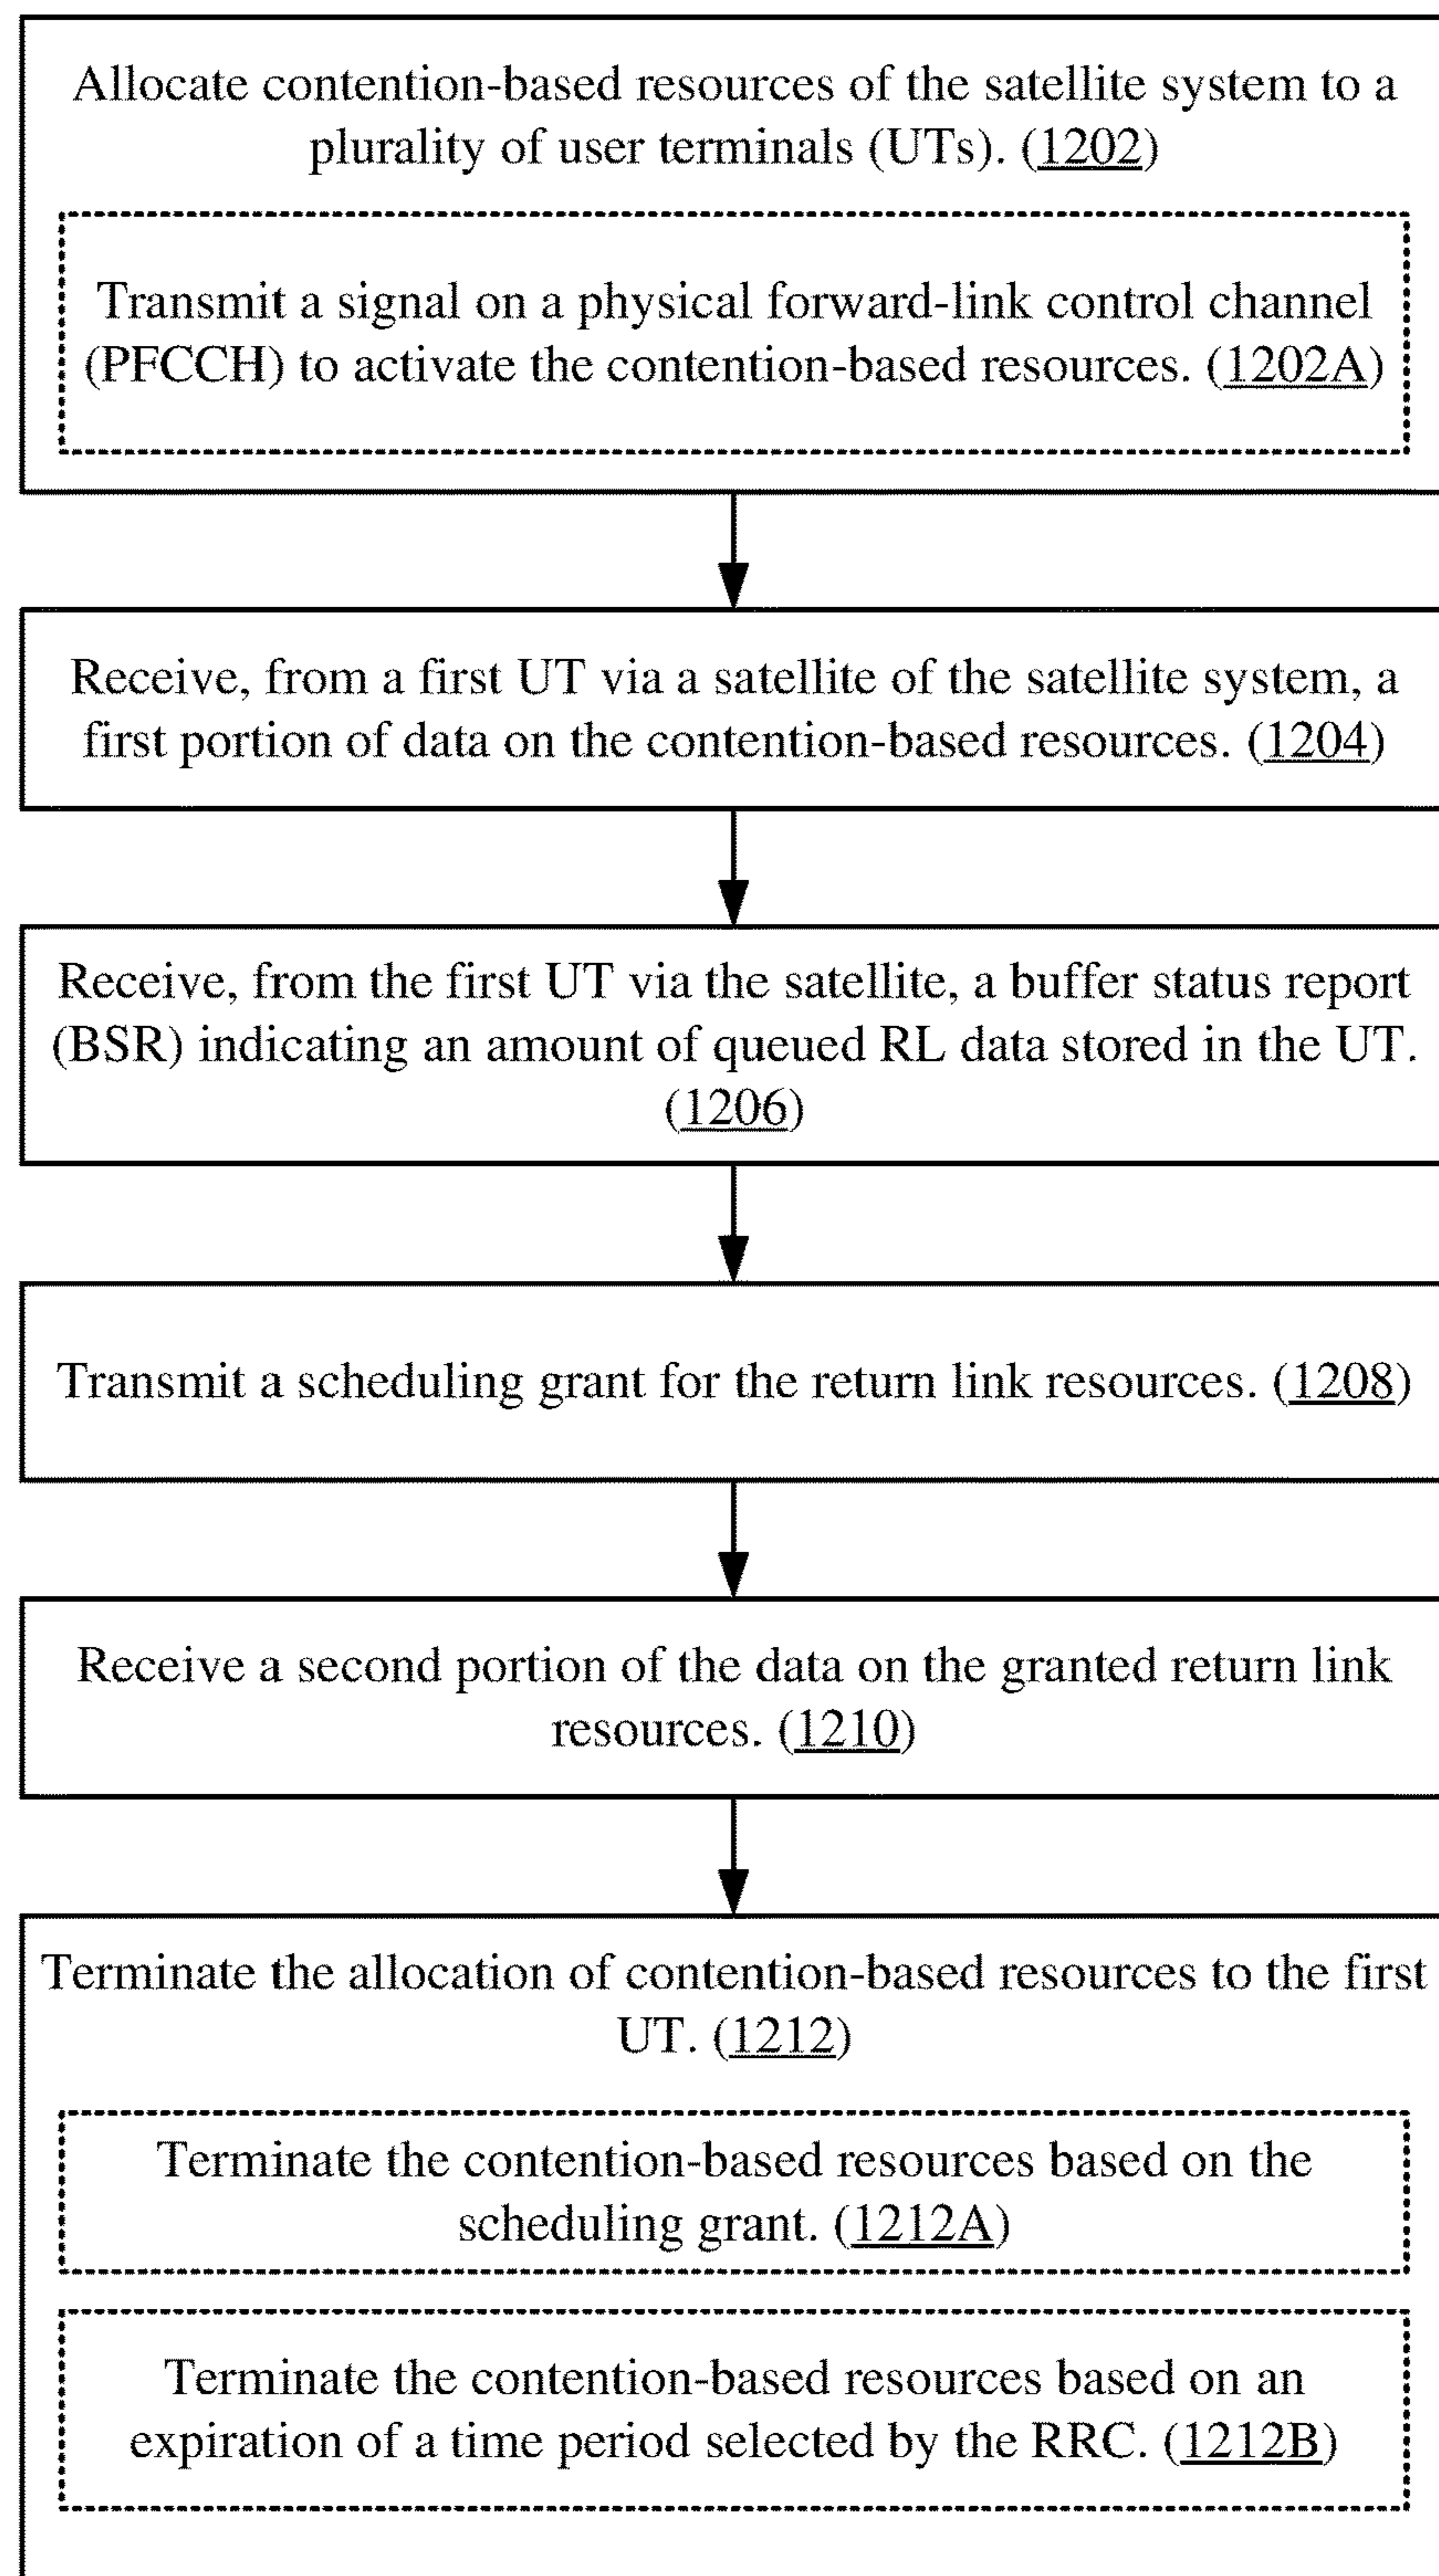 Allocate contention-based resources of the satellite system to a
plurality of user terminals (UTs). (1202)
Transmit a signal on a physical forward-link control channel
(PFCCH) to activate the contention-based resources. (1202A)
Receive, from a first UT via a satellite of the satellite system, a
first portion of data on the contention-based resources. (1204)
Receive, from the first UT via the satellite, a buffer status report
(BSR) indicating an amount of queued RL data stored in the UT.
(1206)
Transmit a scheduling grant for the return link resources. (1208)
Receive a second portion of the data on the granted return link
resources. (1210)
Terminate the allocation of contention-based resources to the first
UT. (1212)
Terminate the contention-based resources based on the
scheduling grant. (1212A)
Terminate the contention-based resources based on an
expiration of a time period selected by the RRC. (1212B)